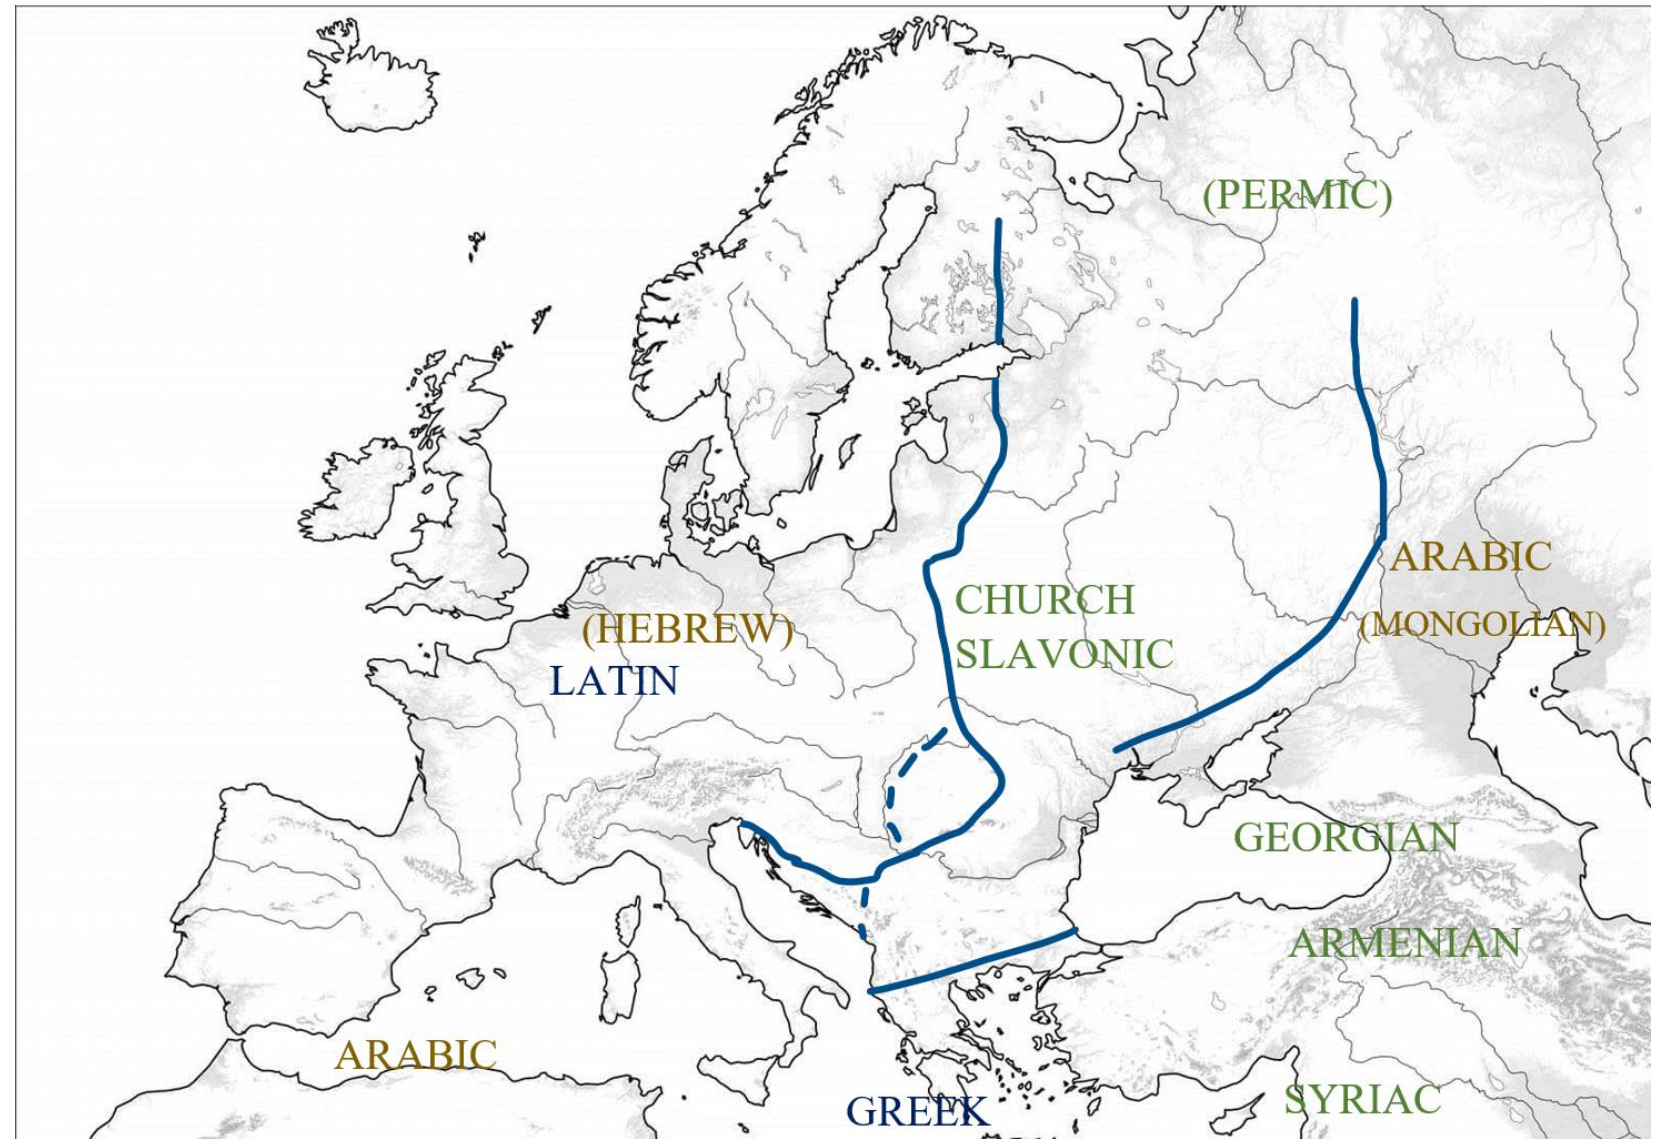 (PERMIC)
ARABIC
CHURCH
SLAVONIC
(HEBREW)
(MONGOLIAN)
LATIN
GEORGIAN
ARMENIAN
ARABIC
GREEK
SYRIAC